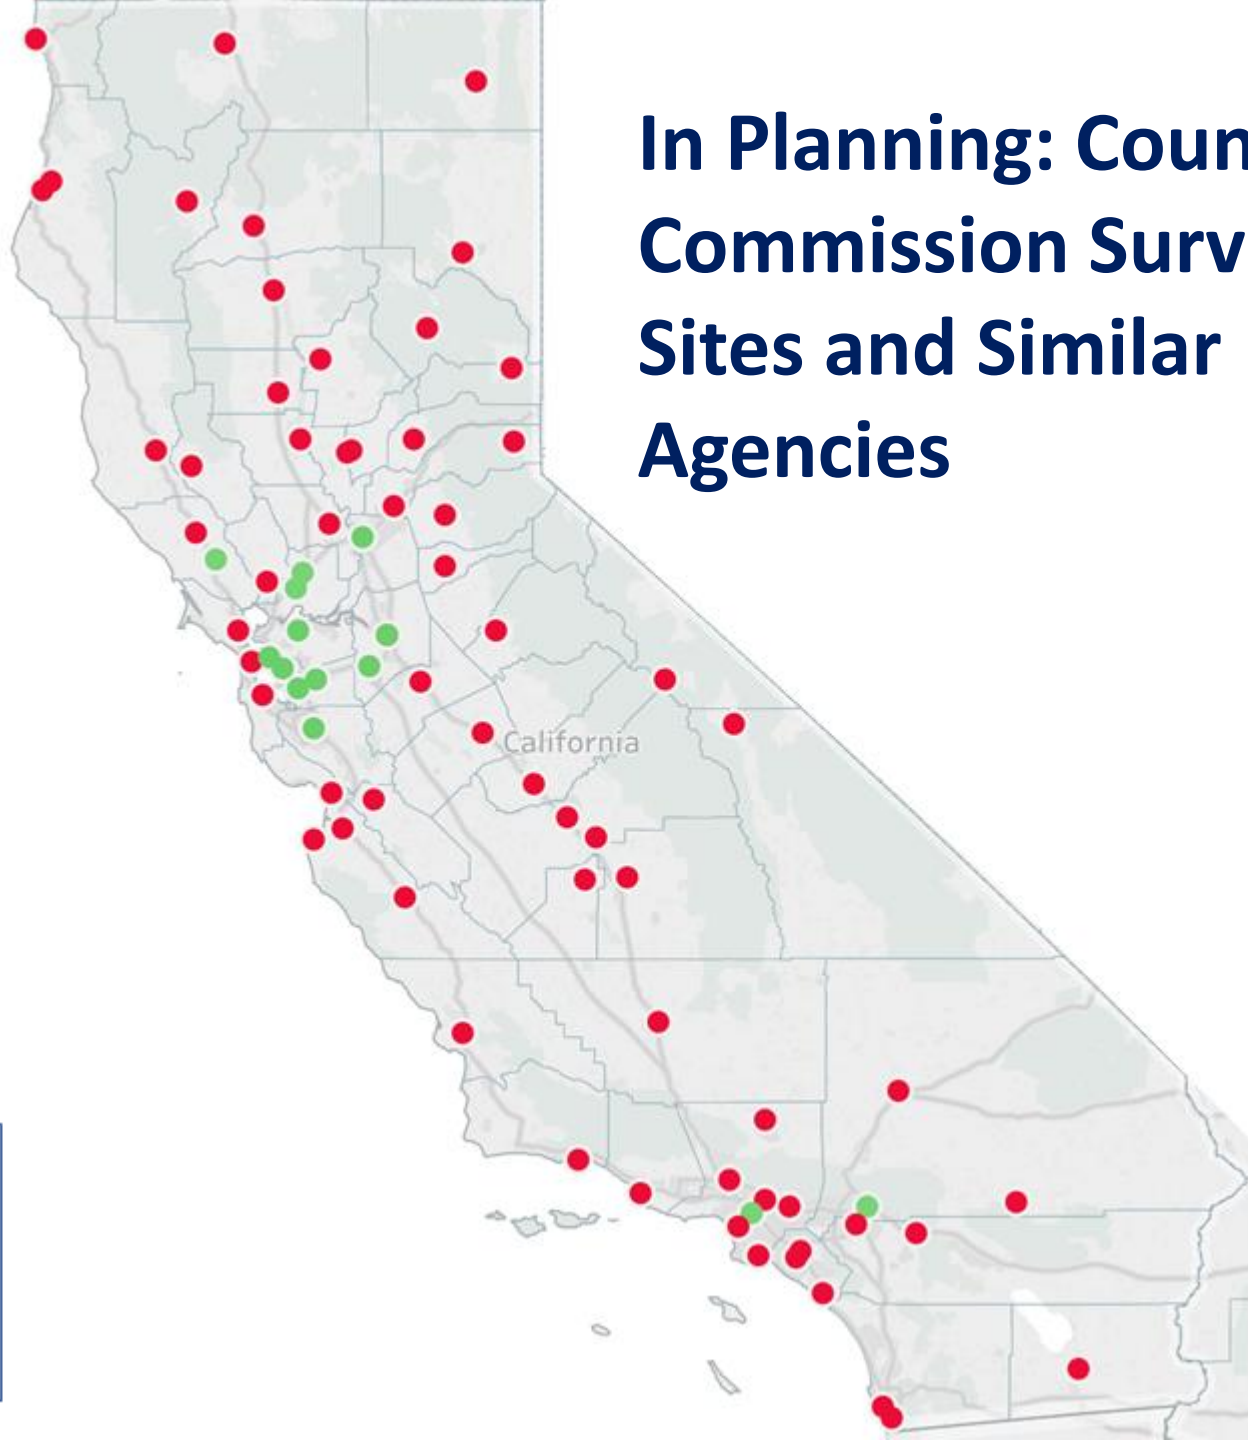 In Planning: Coun
Commission Surv
Sites and Similar
Agencies
California